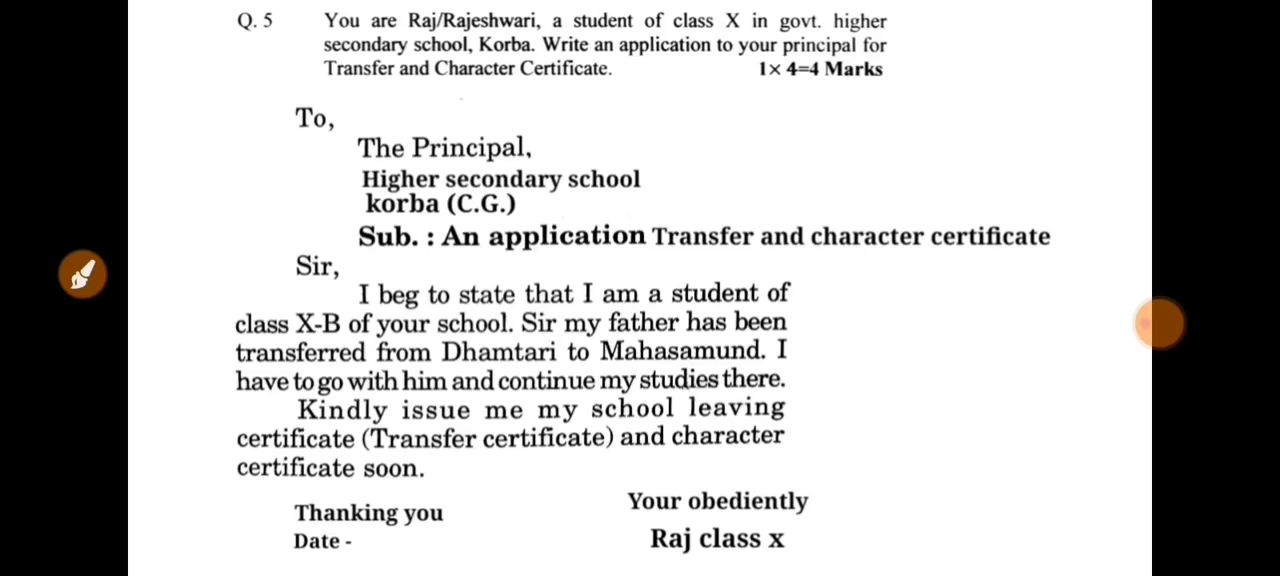 Q. 5 You are Raj/Rajeshwari, a student of class X in govt. higher
secondary school, Korba. Write an application to your principal for
Transfer and Character Certificate. 1× 4=4 Marks
To,
The Principal,
Higher secondary school
korba (C.G.)
Sub. : An application Transfer and character certificate
Sir,
I beg to state that I am a student of
class X-B of your school. Sir my father has been
transferred from Dhamtari to Mahasamund. I
have to go with him and continue my studies there.
Kindly issue me my school leaving
certificate (Transfer certificate) and character
certificate soon.
Thanking you Your obediently
Date - Raj class x